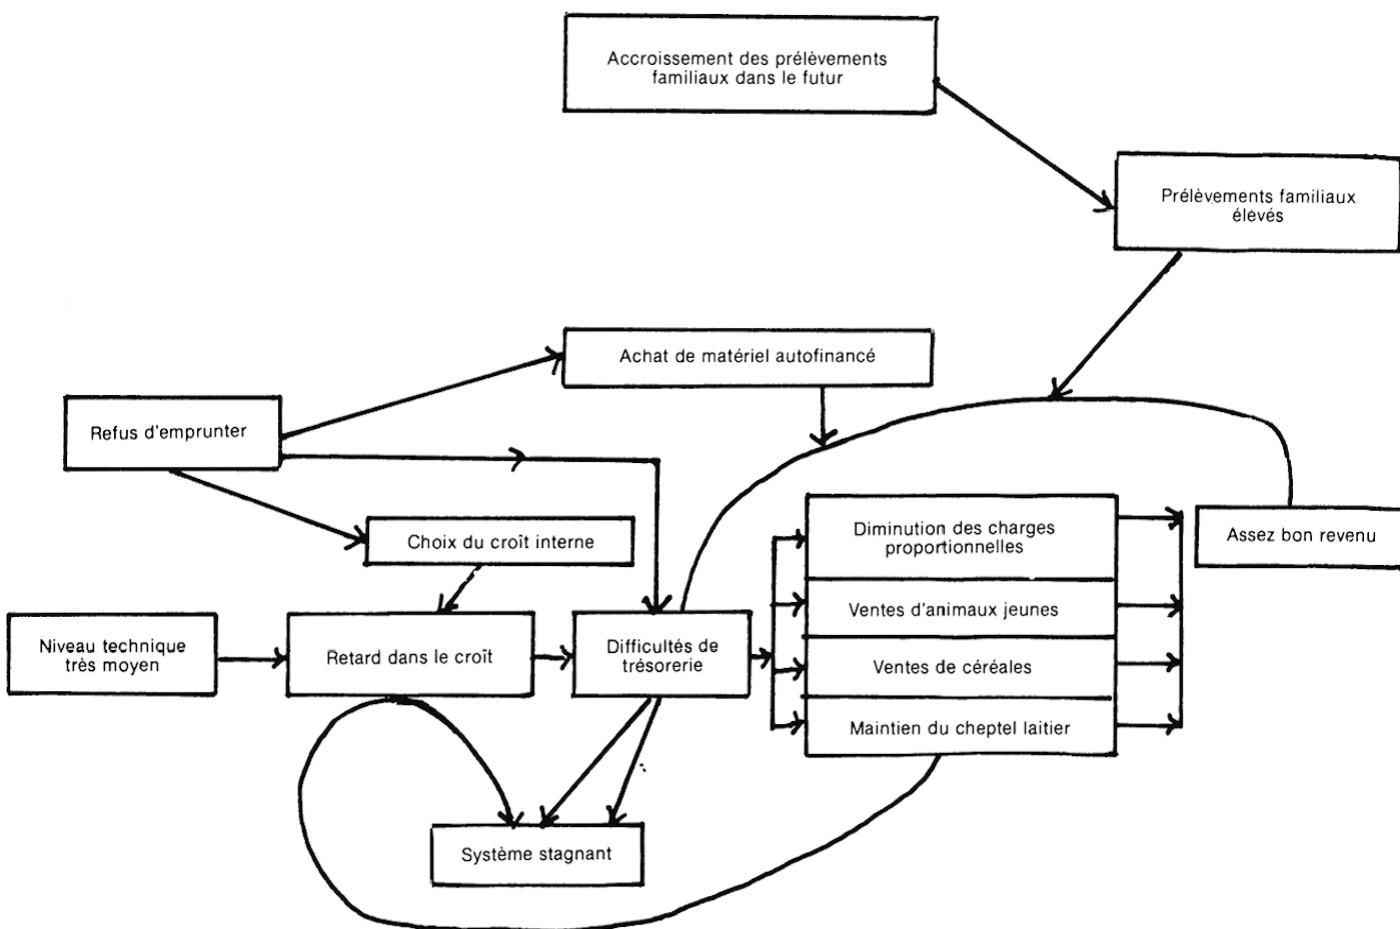 Accroissement des prélèvements
familiaux dans le futur
Prélèvements familiaux
élevés
Achat de matériel autofinancé
Refus d'emprunter
Choix du croît interne
Diminution des charges
proportionnelles
Assez bon revenu
Niveau technique
très moyen
Retard dans le croît
Difficultés de
trésorerie
Ventes d'animaux jeunes
Ventes de céréales
Maintien du cheptel laitier
Système stagnant